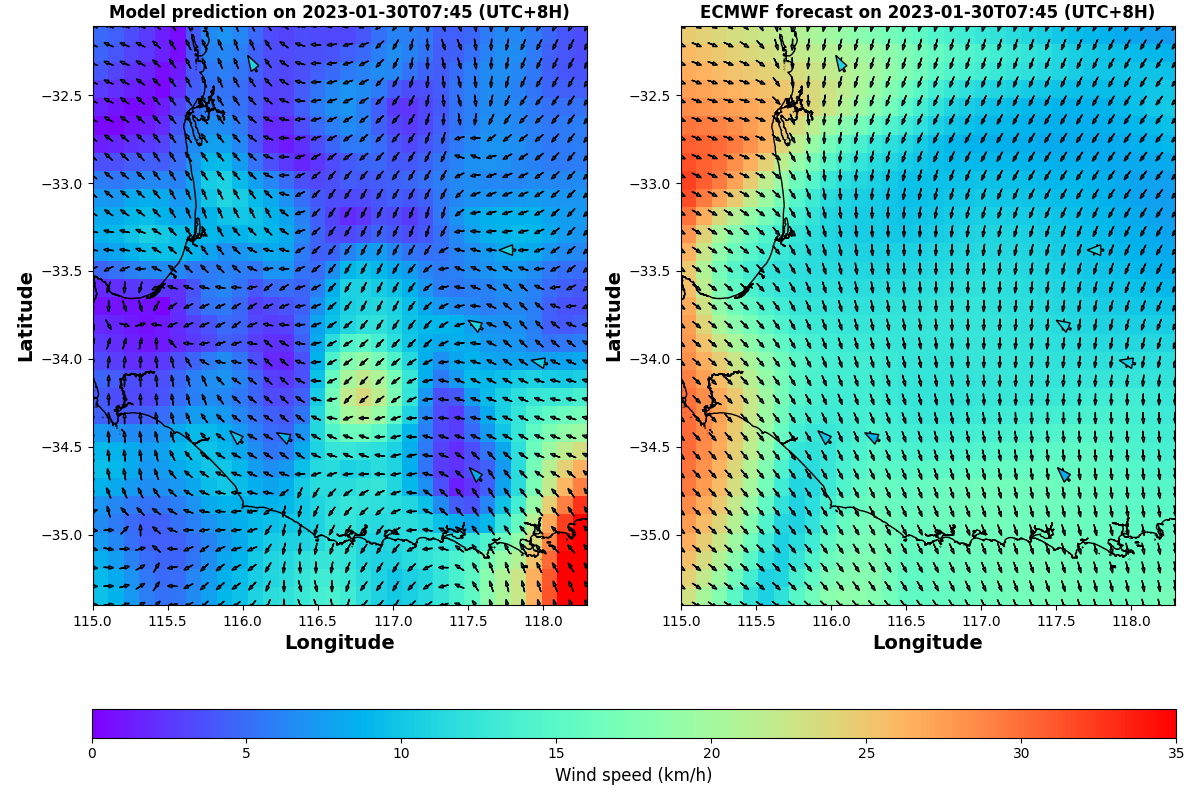 Model prediction on 2023-01-30T07:45 (UTC+8H)
ECMWF forecast on 2023-01-30T07:45 (UTC+8H)
Latitude
−32.5
−33.0
−33.5
−34.0
−34.5
−35.0
115.0 115.5 116.0 116.5 117.0 117.5 118.0
Longitude
Latitude
−32.5
−33.0
−33.5
−34.0
−34.5
−35.0
115.0 115.5 116.0 116.5 117.0 117.5 118.0
Longitude
0 5 10 15 20 25 30 35
Wind speed (km/h)